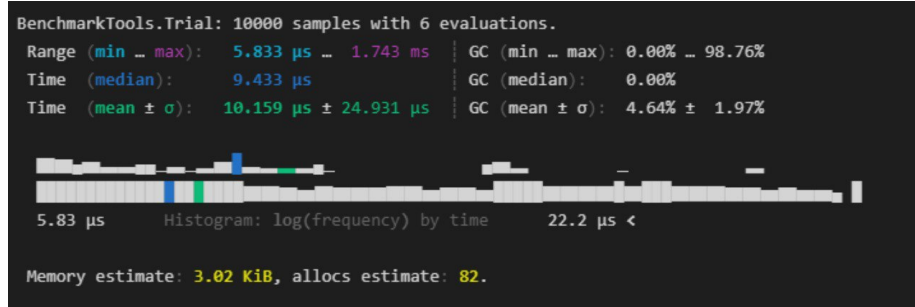 BenchmarkTools.Trial: 10000 samples with 6 evaluations.
Range (min … max): 5.833 μs … 1.743 ms ┊ GC (min … max): 0.00% … 98.76%
Time (median): 9.433 μs ┊ GC (median): 0.00%
Time (mean ± σ): 10.159 μs ± 24.931 μs ┊ GC (mean ± σ): 4.64% ± 1.97%
5.83 μs Histogram: log(frequency) by time 22.2 μs <
Memory estimate: 3.02 KiB, allocs estimate: 82.